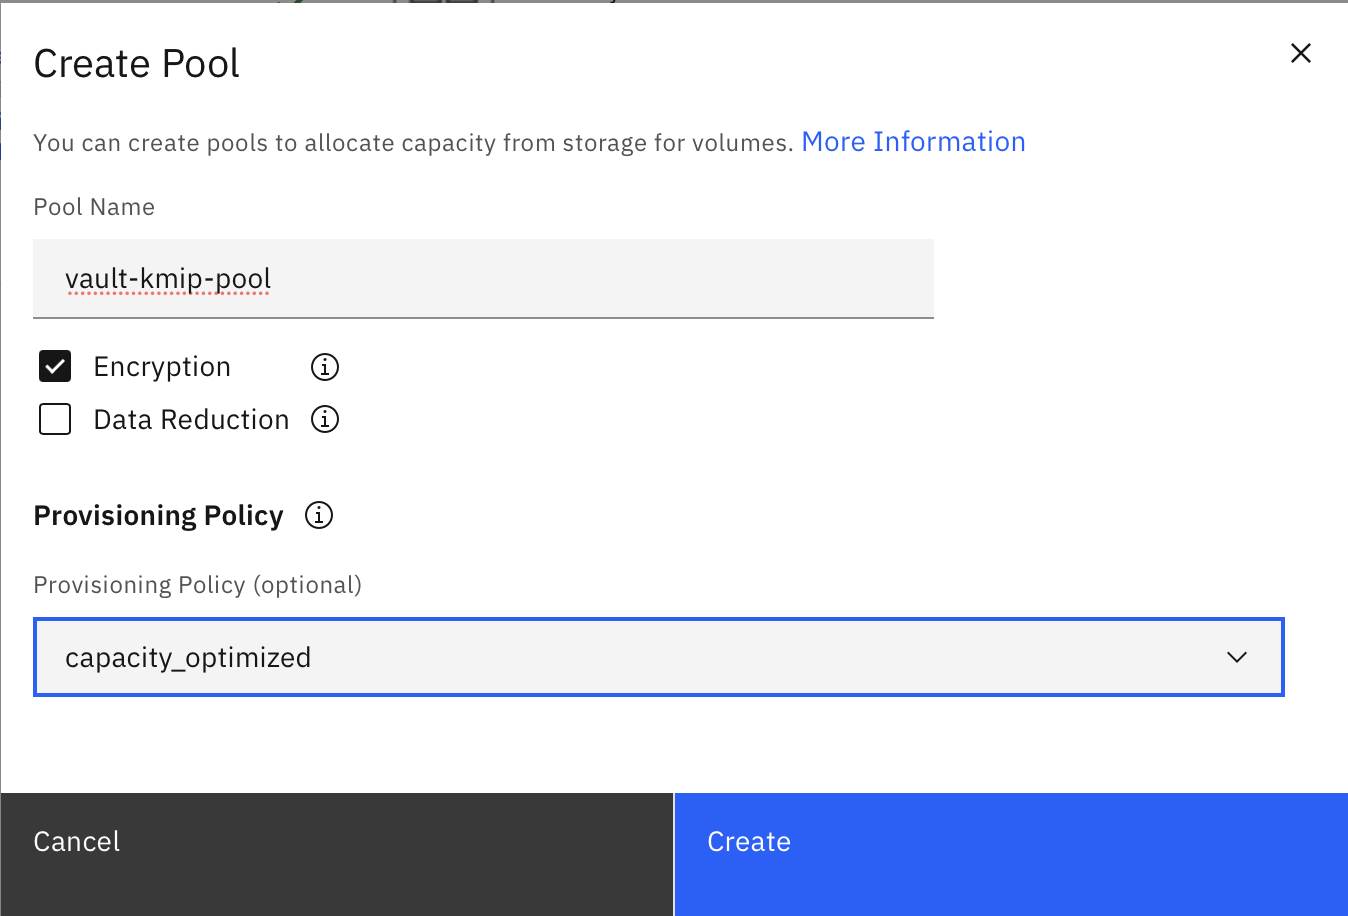 Create Pool
You can create pools to allocate capacity from storage for volumes. More Information
Pool Name
vault-kmip-pool
Encryption
Data Reduction
Provisioning Policy
Provisioning Policy (optional)
capacity_optimized
Cancel
Create